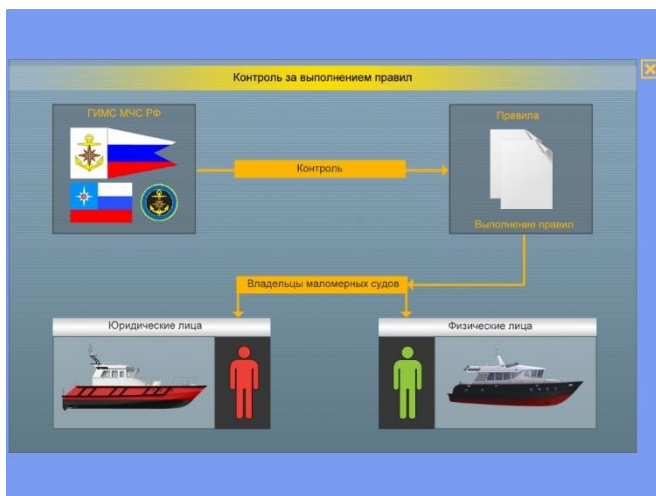 Контроль за выполнением правил
ГИМС МЧС РФ
Правила
Контроль
Выполнение правил
Владельцы маломерных судов
Юридические лица
Физические лица